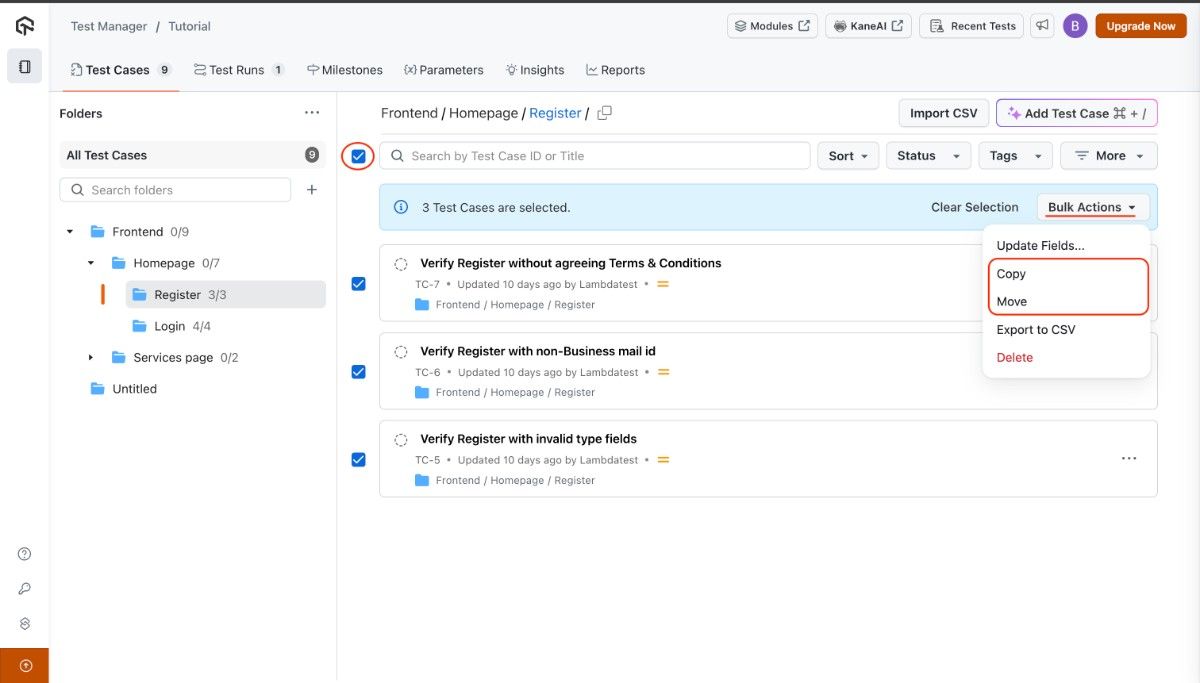 Test Manager / Tutorial
Modules
KaneAI
Recent Tests
B
Upgrade Now
Test Cases 9
Test Runs 1
Milestones
{x} Parameters
Insights
Reports
Folders ...
All Test Cases 9
Search folders +
Frontend 0/9
Homepage 0/7
Register 3/3
Login 4/4
Services page 0/2
Untitled
Frontend / Homepage / Register /
Import CSV
Add Test Case ⌘ + /
Search by Test Case ID or Title
Sort
Status
Tags
More
3 Test Cases are selected.
Clear Selection
Bulk Actions
Update Fields...
Copy
Move
Export to CSV
Delete
Verify Register without agreeing Terms & Conditions
TC-7 • Updated 10 days ago by Lambdatest •
Frontend / Homepage / Register
Verify Register with non-Business mail id
TC-6 • Updated 10 days ago by Lambdatest •
Frontend / Homepage / Register
Verify Register with invalid type fields
TC-5 • Updated 10 days ago by Lambdatest •
Frontend / Homepage / Register